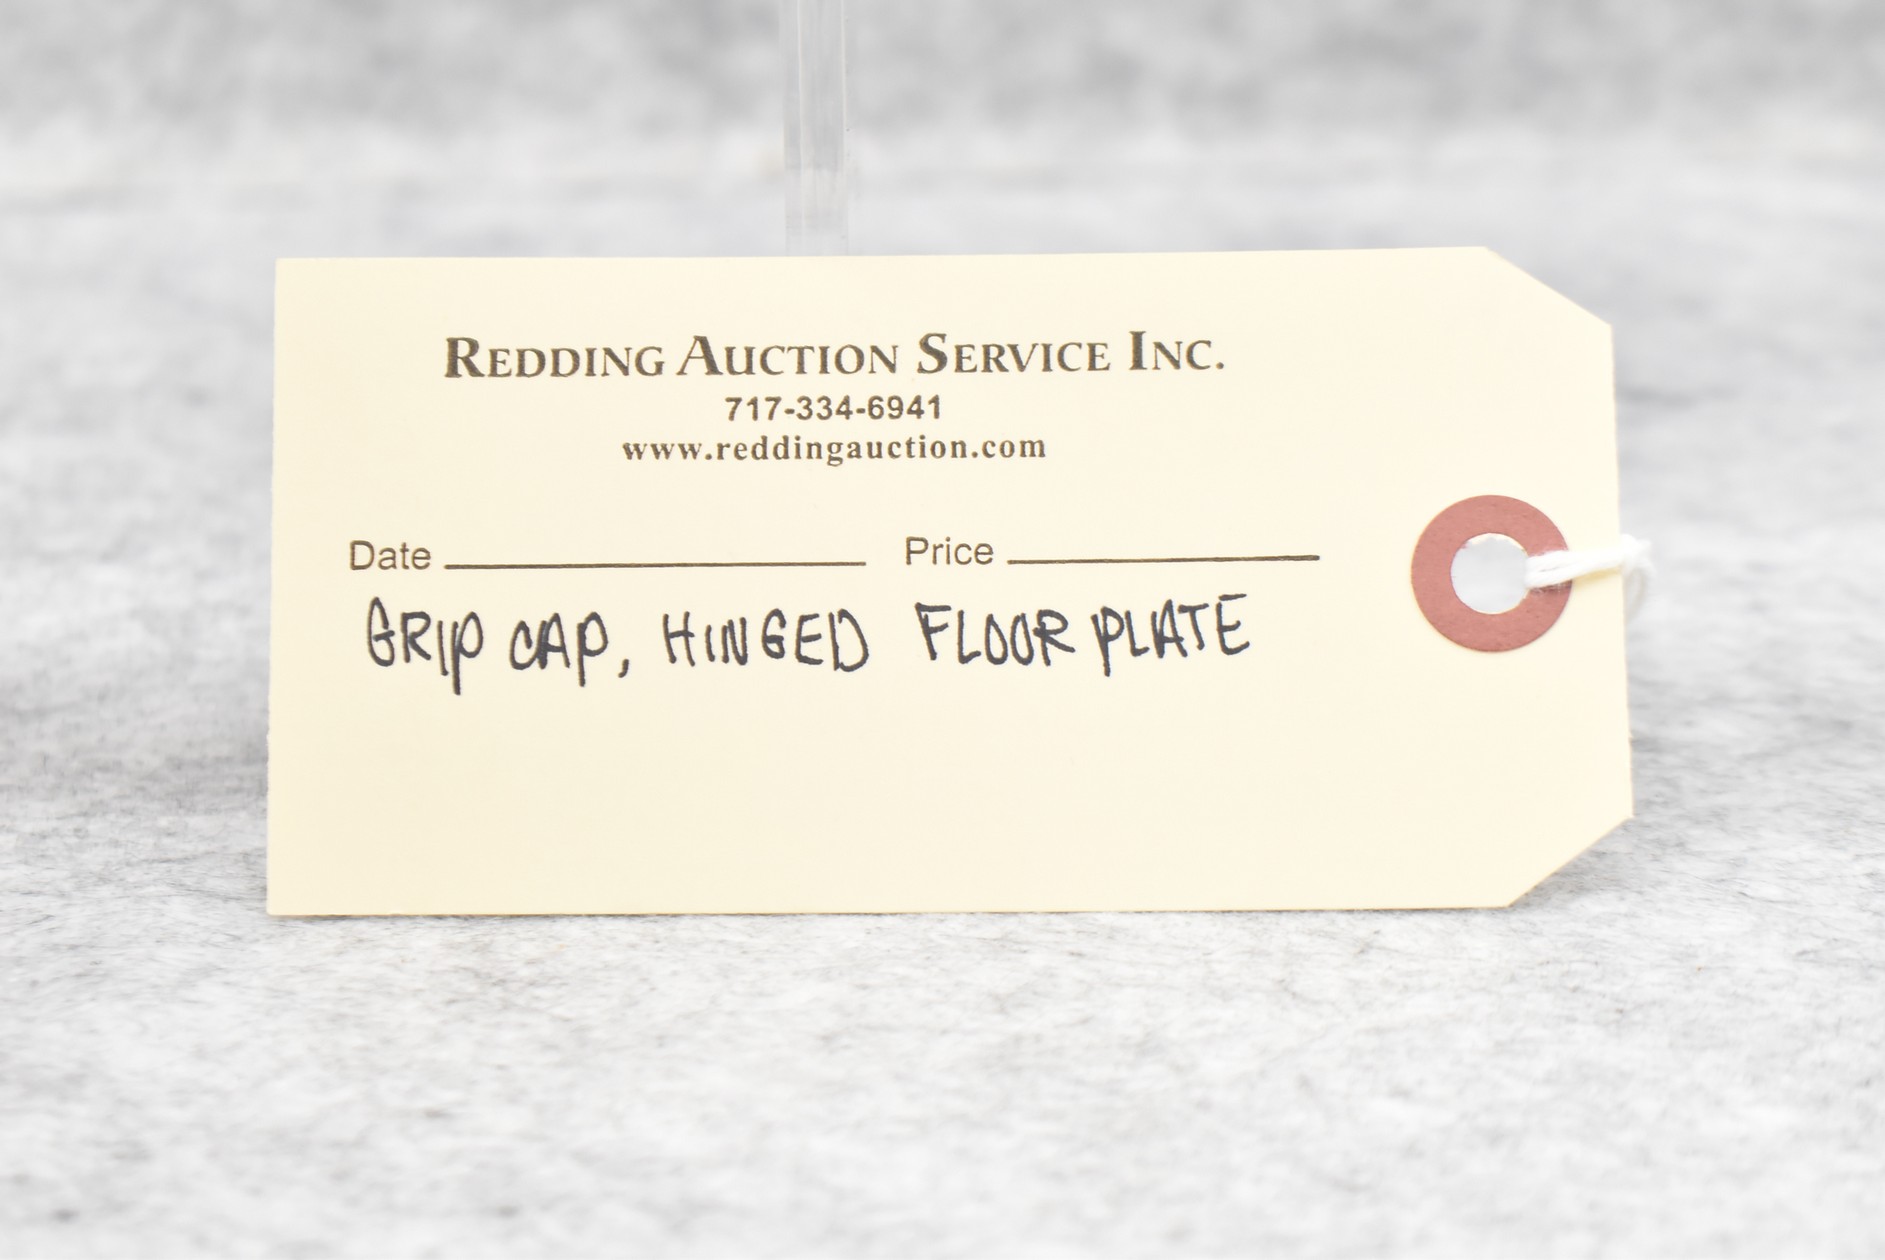 REDDING AUCTION SERVICE INC.
717-334-6941
www.reddingauction.com
Date Price
GRIP CAP, HINGED FLOOR PLATE